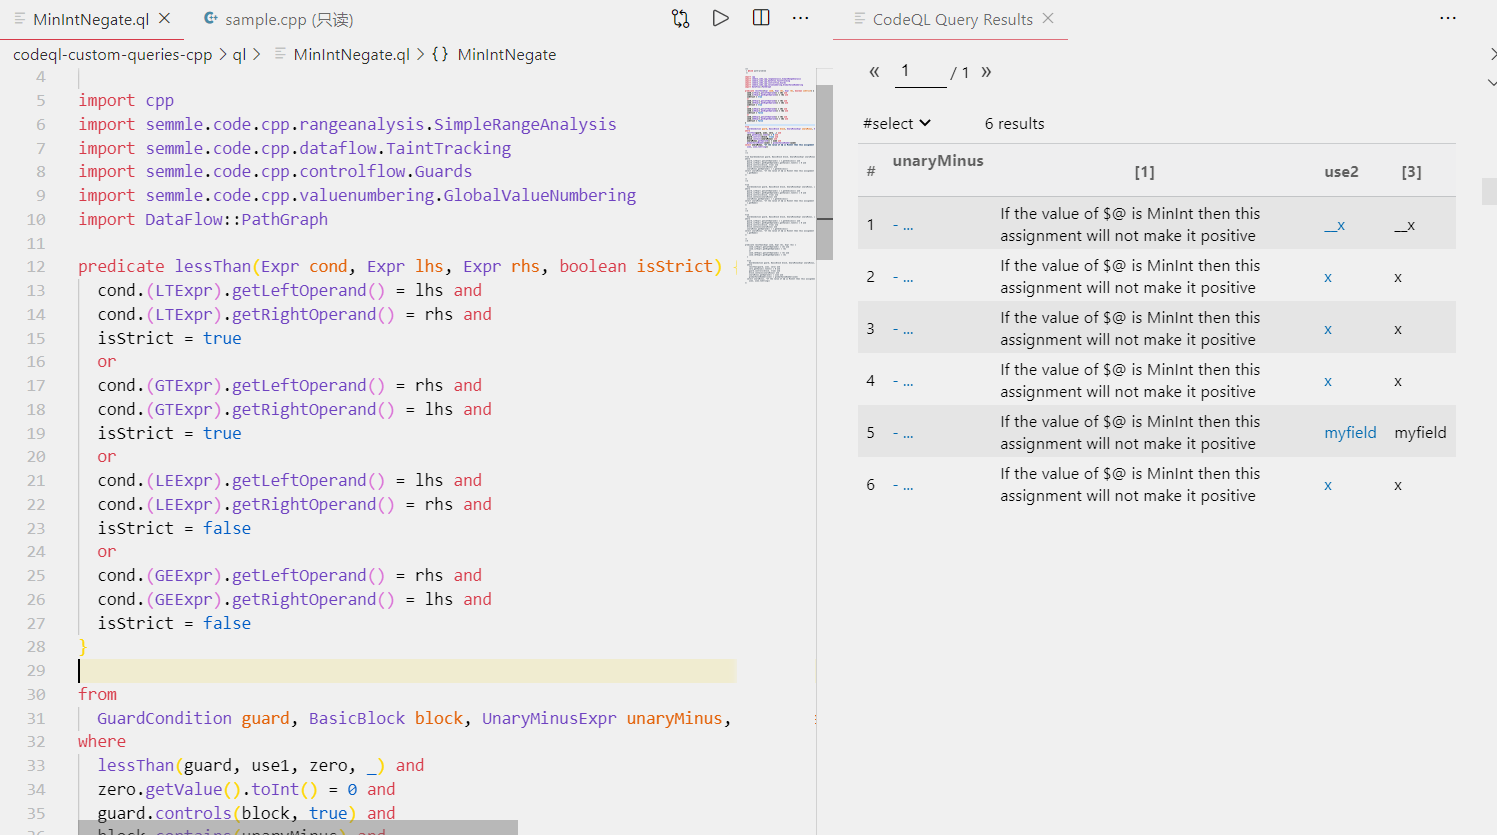 MinIntNegate.ql
sample.cpp (只读)
codeql-custom-queries-cpp > ql > MinIntNegate.ql > {} MinIntNegate
4
5 import cpp
6 import semmle.code.cpp.rangeanalysis.SimpleRangeAnalysis
7 import semmle.code.cpp.dataflow.TaintTracking
8 import semmle.code.cpp.controlflow.Guards
9 import semmle.code.cpp.valuenumbering.GlobalValueNumbering
10 import DataFlow::PathGraph
11
12 predicate lessThan(Expr cond, Expr lhs, Expr rhs, boolean isStrict) {
13 cond.(LTExpr).getLeftOperand() = lhs and
14 cond.(LTExpr).getRightOperand() = rhs and
15 isStrict = true
16 or
17 cond.(GTExpr).getLeftOperand() = rhs and
18 cond.(GTExpr).getRightOperand() = lhs and
19 isStrict = true
20 or
21 cond.(LEExpr).getLeftOperand() = lhs and
22 cond.(LEExpr).getRightOperand() = rhs and
23 isStrict = false
24 or
25 cond.(GEExpr).getLeftOperand() = rhs and
26 cond.(GEExpr).getRightOperand() = lhs and
27 isStrict = false
28 }
29
30 from
31 GuardCondition guard, BasicBlock block, UnaryMinusExpr unaryMinus,
32 where
33 lessThan(guard, use1, zero, _) and
34 zero.getValue().toInt() = 0 and
35 guard.controls(block, true) and
36 block.contains(unaryMinus) and
CodeQL Query Results
« 1 / 1 »
#select 6 results
# unaryMinus [1] use2 [3]
1 - ... If the value of $@ is MinInt then this assignment will not make it positive __x __x
2 - ... If the value of $@ is MinInt then this assignment will not make it positive x x
3 - ... If the value of $@ is MinInt then this assignment will not make it positive x x
4 - ... If the value of $@ is MinInt then this assignment will not make it positive x x
5 - ... If the value of $@ is MinInt then this assignment will not make it positive myfield myfield
6 - ... If the value of $@ is MinInt then this assignment will not make it positive x x